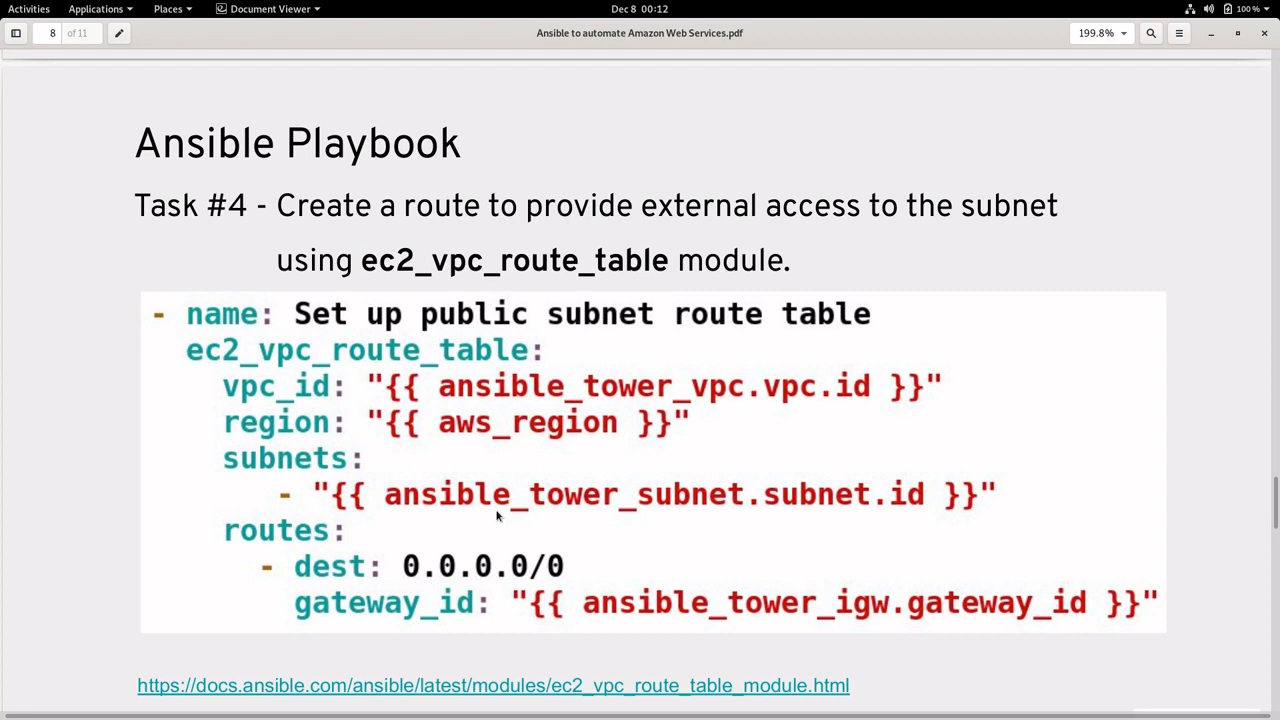 Activities Applications Places Document Viewer Dec 8 00:12 100 %
8 of 11 Ansible to automate Amazon Web Services.pdf 199.8%
Ansible Playbook
Task #4 - Create a route to provide external access to the subnet
using ec2_vpc_route_table module.
- name: Set up public subnet route table
ec2_vpc_route_table:
vpc_id: "{{ ansible_tower_vpc.vpc.id }}"
region: "{{ aws_region }}"
subnets:
- "{{ ansible_tower_subnet.subnet.id }}"
routes:
- dest: 0.0.0.0/0
gateway_id: "{{ ansible_tower_igw.gateway_id }}"
https://docs.ansible.com/ansible/latest/modules/ec2_vpc_route_table_module.html